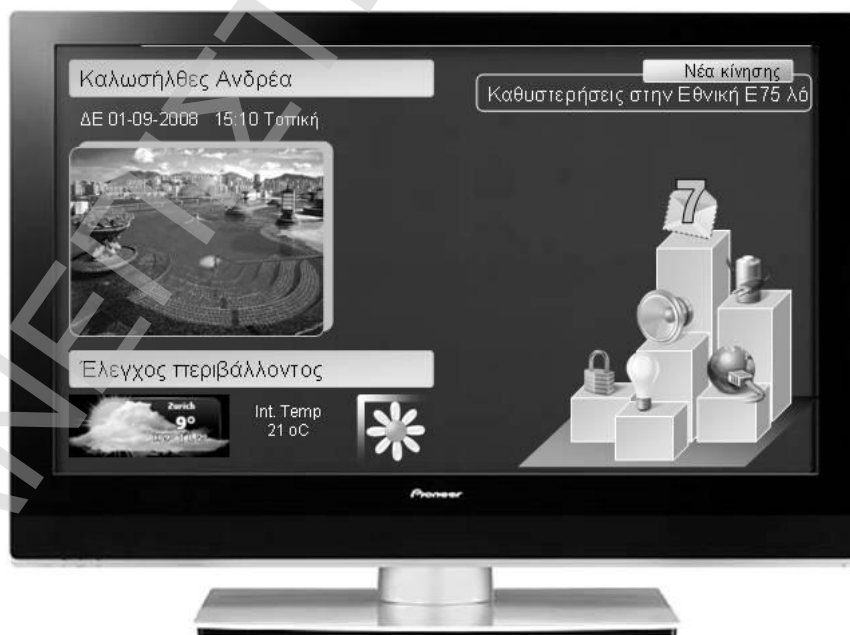 Καλωσήλθες Ανδρέα
ΔΕ 01-09-2008 15:10 Τοπική
Νέα κίνησης
Καθυστερήσεις στην Εθνική Ε75 λό
7
Έλεγχος περιβάλλοντος
Zurich
9°
Int. Temp
21 oC
Pioneer